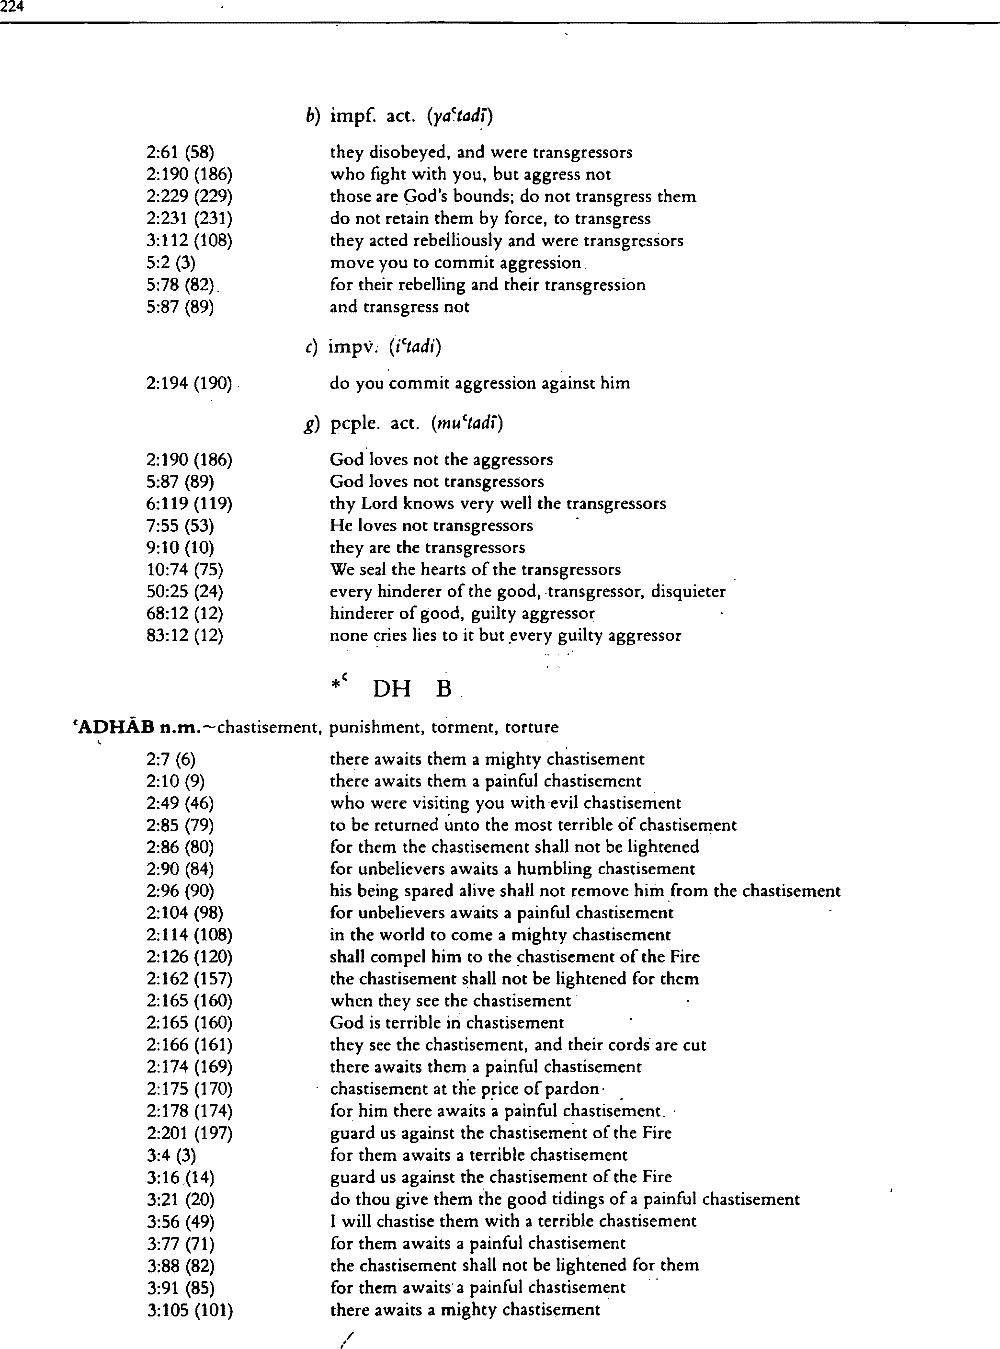 224
b) impf. act. (yaʿtadī)
2:61 (58) they disobeyed, and were transgressors
2:190 (186) who fight with you, but aggress not
2:229 (229) those are God's bounds; do not transgress them
2:231 (231) do not retain them by force, to transgress
3:112 (108) they acted rebelliously and were transgressors
5:2 (3) move you to commit aggression
5:78 (82) for their rebelling and their transgression
5:87 (89) and transgress not
c) impv. (iʿtadi)
2:194 (190) do you commit aggression against him
g) pcple. act. (muʿtadī)
2:190 (186) God loves not the aggressors
5:87 (89) God loves not transgressors
6:119 (119) thy Lord knows very well the transgressors
7:55 (53) He loves not transgressors
9:10 (10) they are the transgressors
10:74 (75) We seal the hearts of the transgressors
50:25 (24) every hinderer of the good, transgressor, disquieter
68:12 (12) hinderer of good, guilty aggressor
83:12 (12) none cries lies to it but every guilty aggressor
*ʿ DH B
ʿADHĀB n.m.~chastisement, punishment, torment, torture
2:7 (6) there awaits them a mighty chastisement
2:10 (9) there awaits them a painful chastisement
2:49 (46) who were visiting you with evil chastisement
2:85 (79) to be returned unto the most terrible of chastisement
2:86 (80) for them the chastisement shall not be lightened
2:90 (84) for unbelievers awaits a humbling chastisement
2:96 (90) his being spared alive shall not remove him from the chastisement
2:104 (98) for unbelievers awaits a painful chastisement
2:114 (108) in the world to come a mighty chastisement
2:126 (120) shall compel him to the chastisement of the Fire
2:162 (157) the chastisement shall not be lightened for them
2:165 (160) when they see the chastisement
2:165 (160) God is terrible in chastisement
2:166 (161) they see the chastisement, and their cords are cut
2:174 (169) there awaits them a painful chastisement
2:175 (170) chastisement at the price of pardon
2:178 (174) for him there awaits a painful chastisement.
2:201 (197) guard us against the chastisement of the Fire
3:4 (3) for them awaits a terrible chastisement
3:16 (14) guard us against the chastisement of the Fire
3:21 (20) do thou give them the good tidings of a painful chastisement
3:56 (49) I will chastise them with a terrible chastisement
3:77 (71) for them awaits a painful chastisement
3:88 (82) the chastisement shall not be lightened for them
3:91 (85) for them awaits a painful chastisement
3:105 (101) there awaits a mighty chastisement